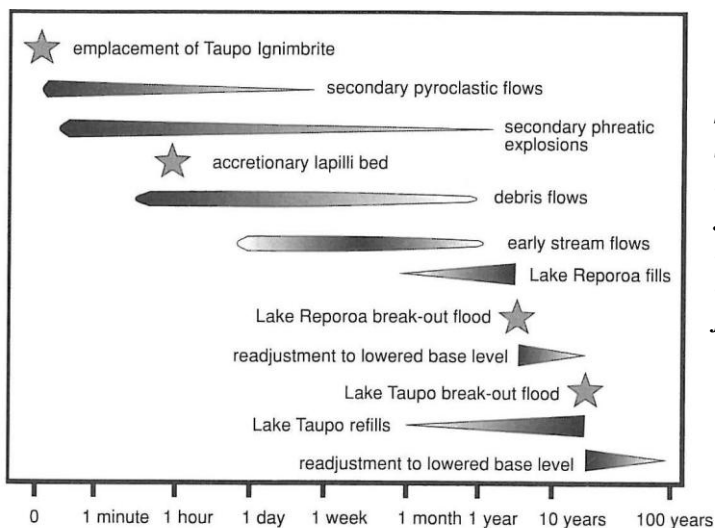 emplacement of Taupo Ignimbrite
secondary pyroclastic flows
secondary phreatic
explosions
accretionary lapilli bed
debris flows
early stream flows
Lake Reporoa fills
Lake Reporoa break-out flood
readjustment to lowered base level
Lake Taupo break-out flood
Lake Taupo refills
readjustment to lowered base level
0 1 minute 1 hour 1 day 1 week 1 month 1 year 10 years 100 years